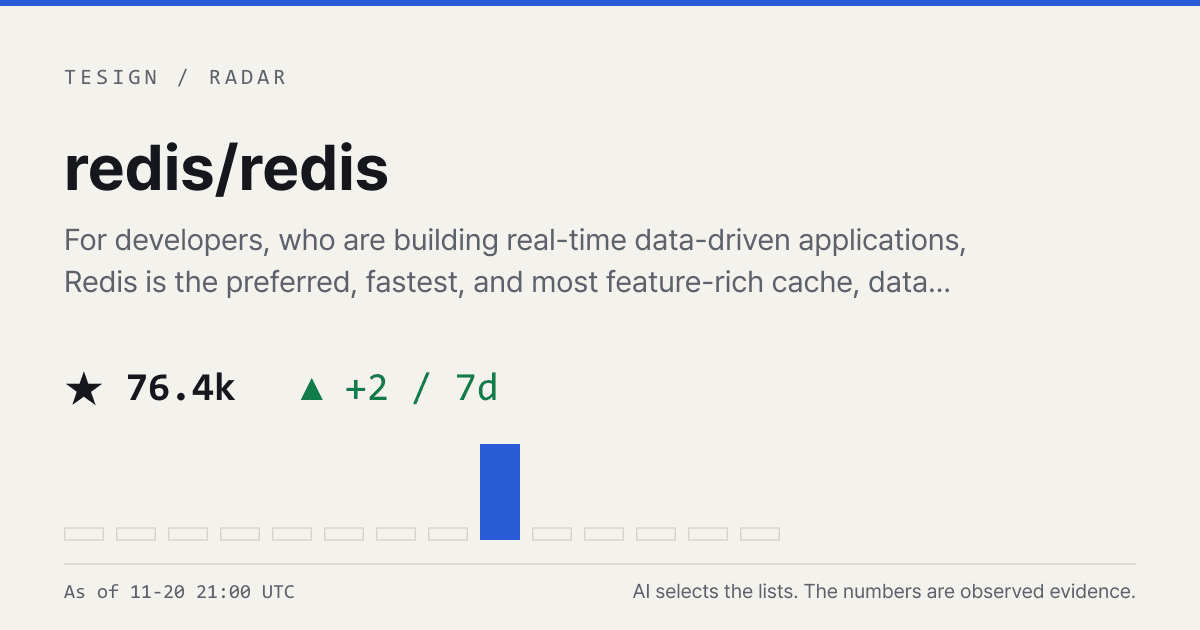 TESIGN / RADAR
redis/redis
For developers, who are building real-time data-driven applications,
Redis is the preferred, fastest, and most feature-rich cache, data…
★ 76.4k ▲ +2 / 7d
As of 11-20 21:00 UTC
AI selects the lists. The numbers are observed evidence.